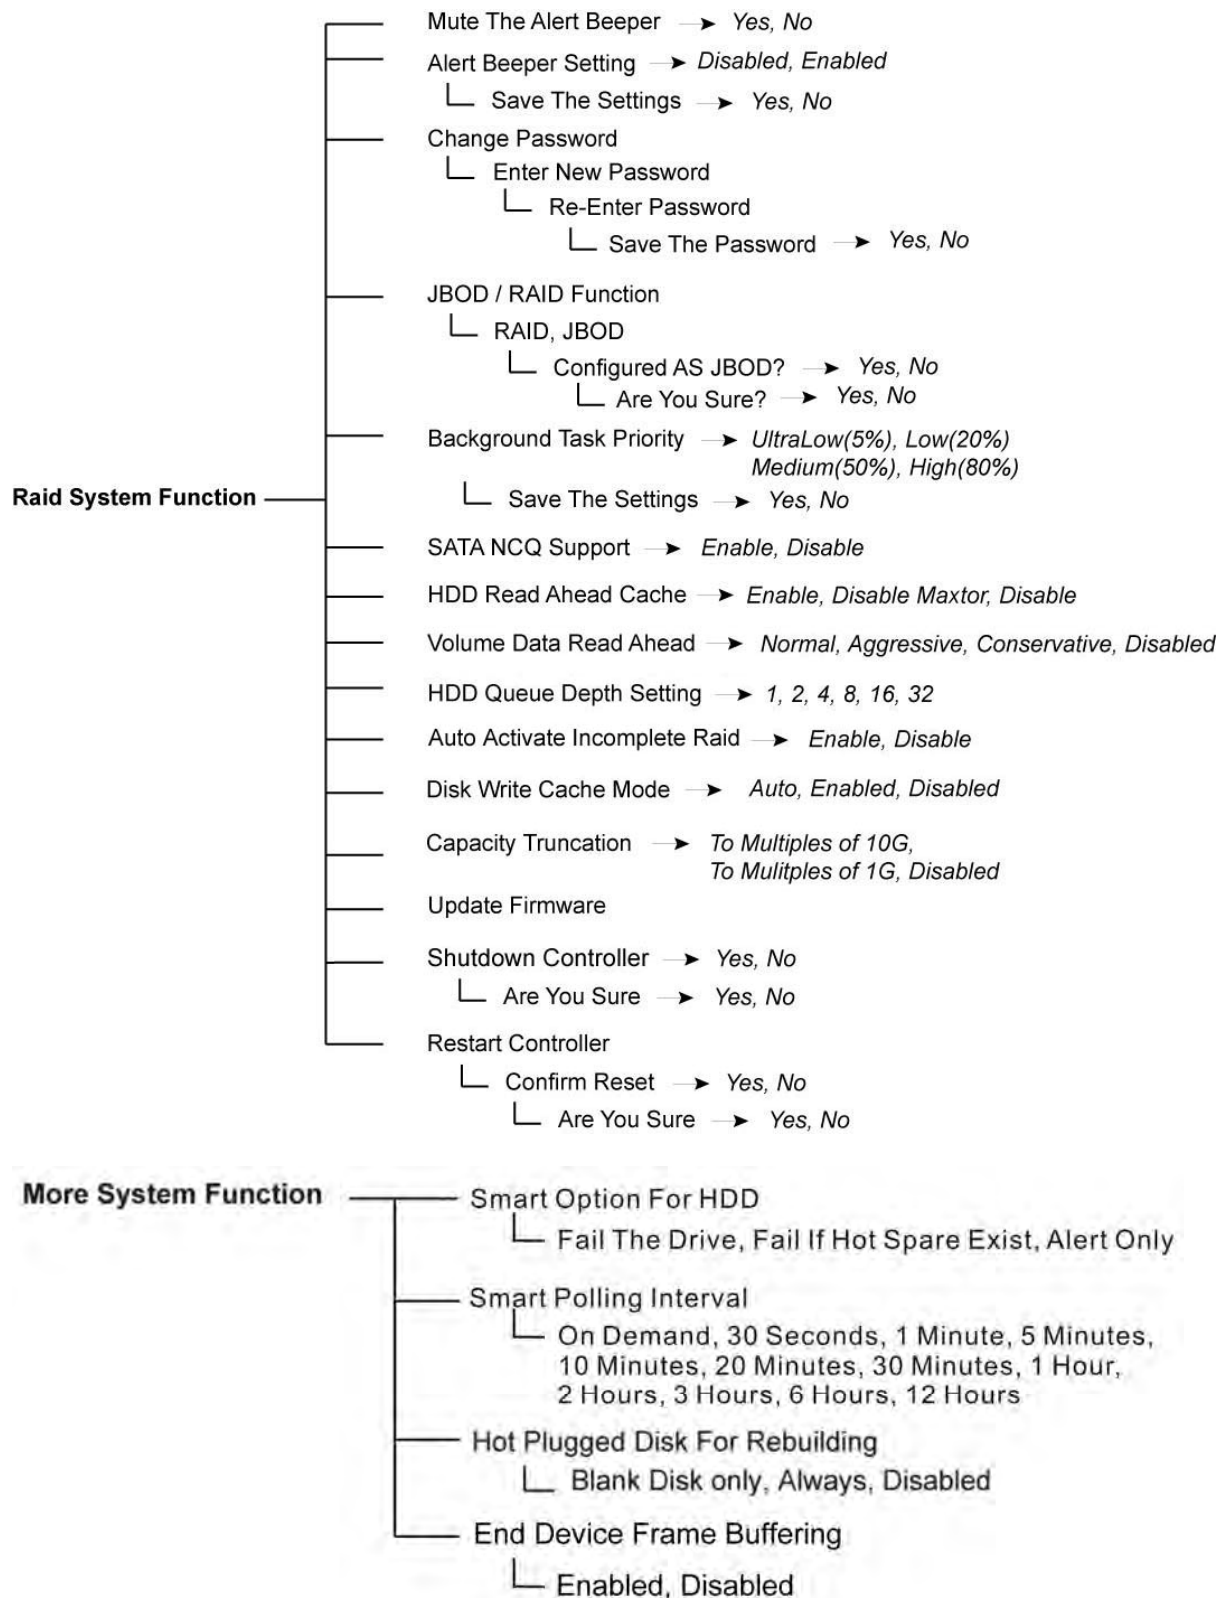 Mute The Alert Beeper Yes, No
Alert Beeper Setting Disabled, Enabled
Save The Settings Yes, No
Change Password
Enter New Password
Re-Enter Password
Save The Password Yes, No
JBOD / RAID Function
RAID, JBOD
Configured AS JBOD? Yes, No
Are You Sure? Yes, No
Background Task Priority UltraLow(5%), Low(20%)
Medium(50%), High(80%)
Raid System Function
Save The Settings Yes, No
SATA NCQ Support Enable, Disable
HDD Read Ahead Cache Enable, Disable Maxtor, Disable
Volume Data Read Ahead Normal, Aggressive, Conservative, Disabled
HDD Queue Depth Setting 1, 2, 4, 8, 16, 32
Auto Activate Incomplete Raid Enable, Disable
Disk Write Cache Mode Auto, Enabled, Disabled
Capacity Truncation To Multiples of 10G,
To Mulitples of 1G, Disabled
Update Firmware
Shutdown Controller Yes, No
Are You Sure Yes, No
Restart Controller
Confirm Reset Yes, No
Are You Sure Yes, No
More System Function
Smart Option For HDD
Fail The Drive, Fail If Hot Spare Exist, Alert Only
Smart Polling Interval
On Demand, 30 Seconds, 1 Minute, 5 Minutes,
10 Minutes, 20 Minutes, 30 Minutes, 1 Hour,
2 Hours, 3 Hours, 6 Hours, 12 Hours
Hot Plugged Disk For Rebuilding
Blank Disk only, Always, Disabled
End Device Frame Buffering
Enabled, Disabled